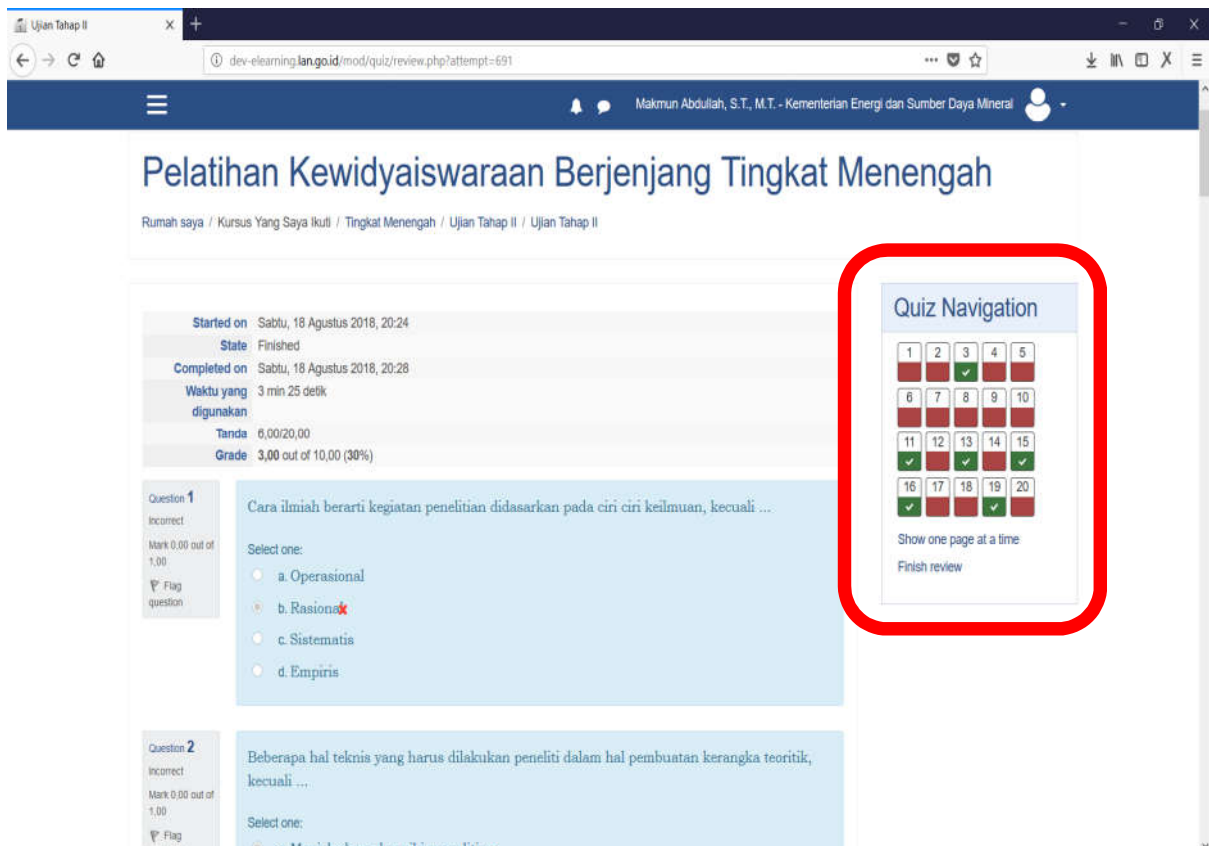 Ujian Tahap II
dev-elearning.lan.go.id/mod/quiz/review.php?attempt=691
Makmun Abdullah, S.T., M.T. - Kementerian Energi dan Sumber Daya Mineral
Pelatihan Kewidyaiswaraan Berjenjang Tingkat Menengah
Rumah saya / Kursus Yang Saya Ikuti / Tingkat Menengah / Ujian Tahap II / Ujian Tahap II
Started on Sabtu, 18 Agustus 2018, 20:24
State Finished
Completed on Sabtu, 18 Agustus 2018, 20:28
Waktu yang digunakan 3 min 25 detik
Tanda 6,00/20,00
Grade 3,00 out of 10,00 (30%)
Quiz Navigation
1 2 3 4 5
6 7 8 9 10
11 12 13 14 15
16 17 18 19 20
Show one page at a time
Finish review
Question 1
Incorrect
Mark 0,00 out of
1,00
Flag
question
Cara ilmiah berarti kegiatan penelitian didasarkan pada ciri ciri keilmuan, kecuali ...
Select one:
a. Operasional
b. Rasional
c. Sistematis
d. Empiris
Question 2
Incorrect
Mark 0,00 out of
1,00
Flag
Beberapa hal teknis yang harus dilakukan peneliti dalam hal pembuatan kerangka teoritik,
kecuali ...
Select one: